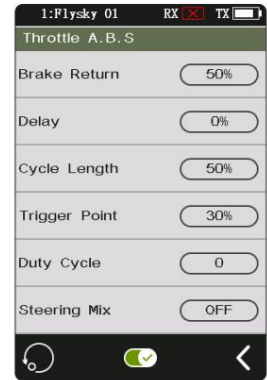 1:Flysky 01 RX TX
Throttle A.B.S
Brake Return 50%
Delay 0%
Cycle Length 50%
Trigger Point 30%
Duty Cycle 0
Steering Mix OFF